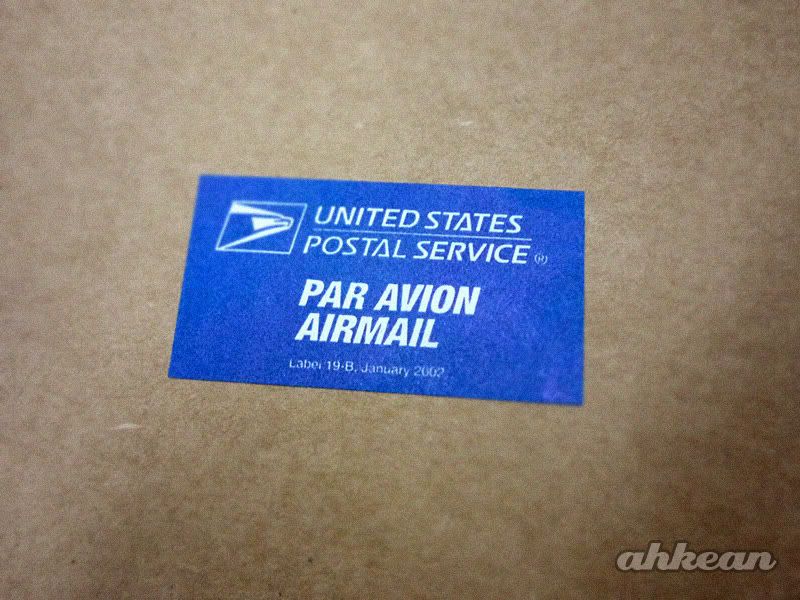 UNITED STATES
POSTAL SERVICE®
PAR AVION
AIRMAIL
Label 19-B, January 2002
ahkean